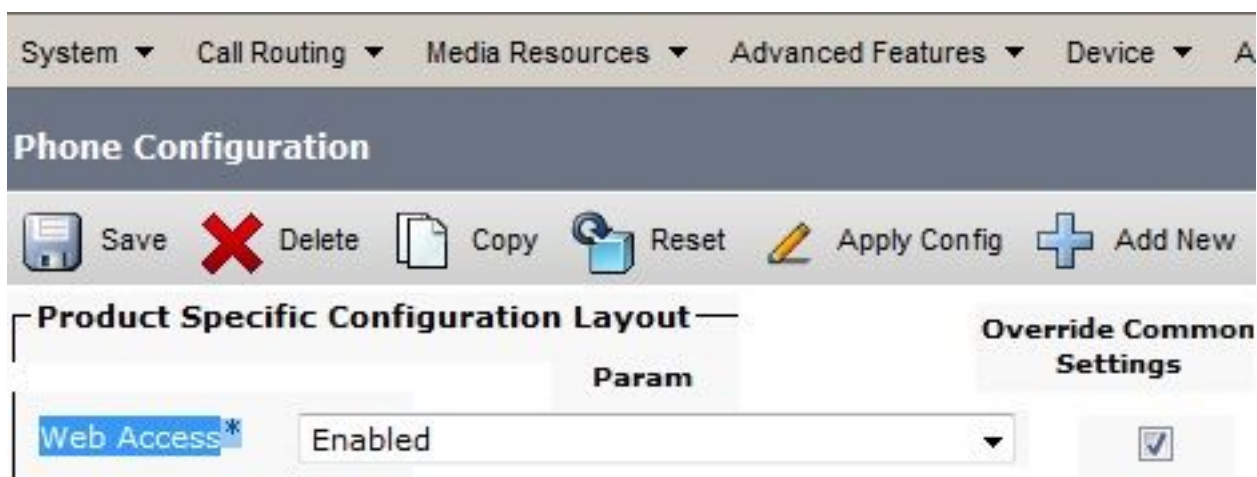 System Call Routing Media Resources Advanced Features Device A
Phone Configuration
Save Delete Copy Reset Apply Config Add New
Product Specific Configuration Layout
Param
Override Common
Settings
Web Access* Enabled